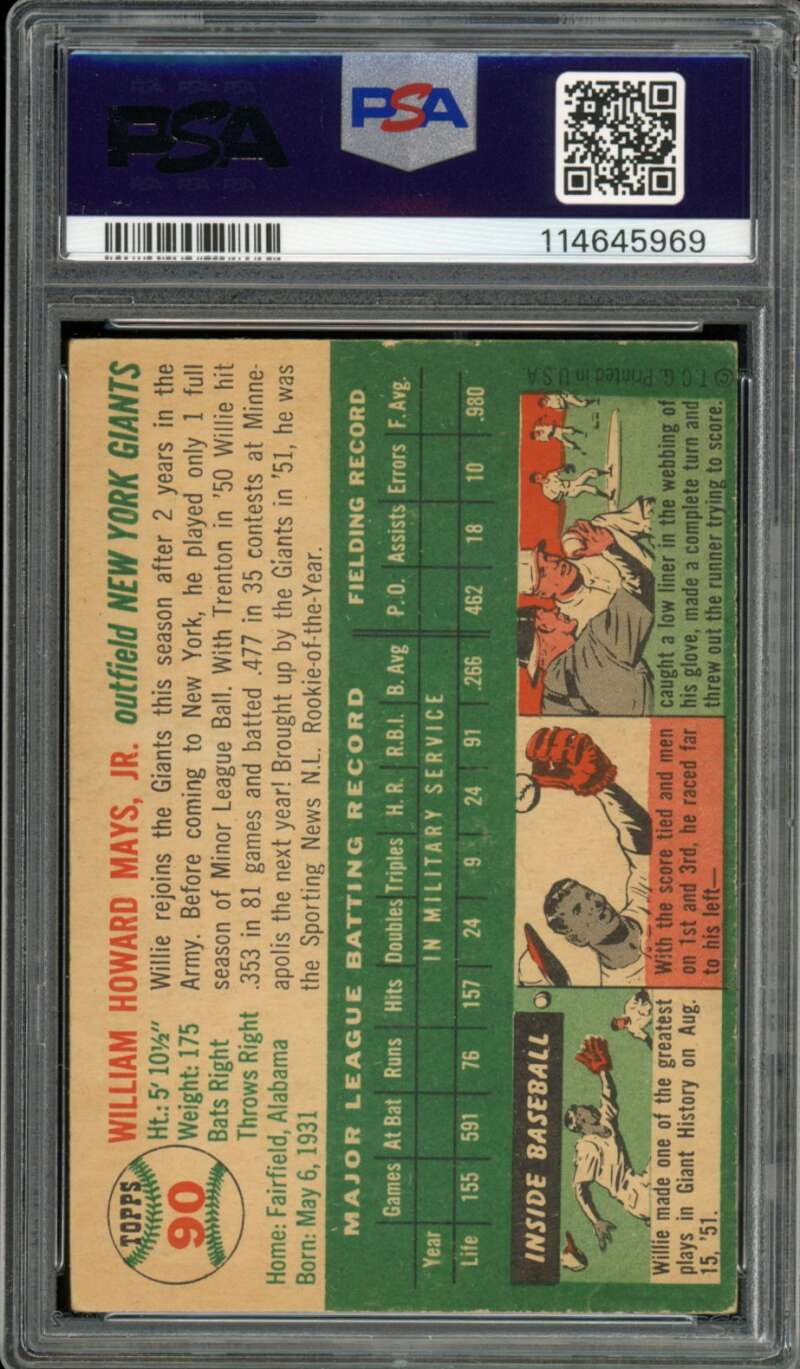 PSA
PSA
114645969
TOPPS
90
WILLIAM HOWARD MAYS, JR. outfield NEW YORK GIANTS
Ht.: 5' 10½"
Weight: 175
Bats Right
Throws Right
Home: Fairfield, Alabama
Born: May 6, 1931
Willie rejoins the Giants this season after 2 years in the
Army. Before coming to New York, he played only 1 full
season of Minor League Ball. With Trenton in '50 Willie hit
.353 in 81 games and batted .477 in 35 contests at Minne-
apolis the next year! Brought up by the Giants in '51, he was
the Sporting News N.L. Rookie-of-the-Year.
MAJOR LEAGUE BATTING RECORD FIELDING RECORD
Games At Bat Runs Hits Doubles Triples H. R. R.B.I. B. Avg P. O. Assists Errors F. Avg.
Year IN MILITARY SERVICE
Life 155 591 76 157 24 9 24 91 .266 462 18 10 .980
INSIDE BASEBALL
Willie made one of the greatest
plays in Giant History on Aug.
15, '51.
With the score tied and men
on 1st and 3rd, he raced far
to his left—
caught a low liner in the webbing of
his glove, made a complete turn and
threw out the runner trying to score.
© T. C. G. Printed in U.S.A.